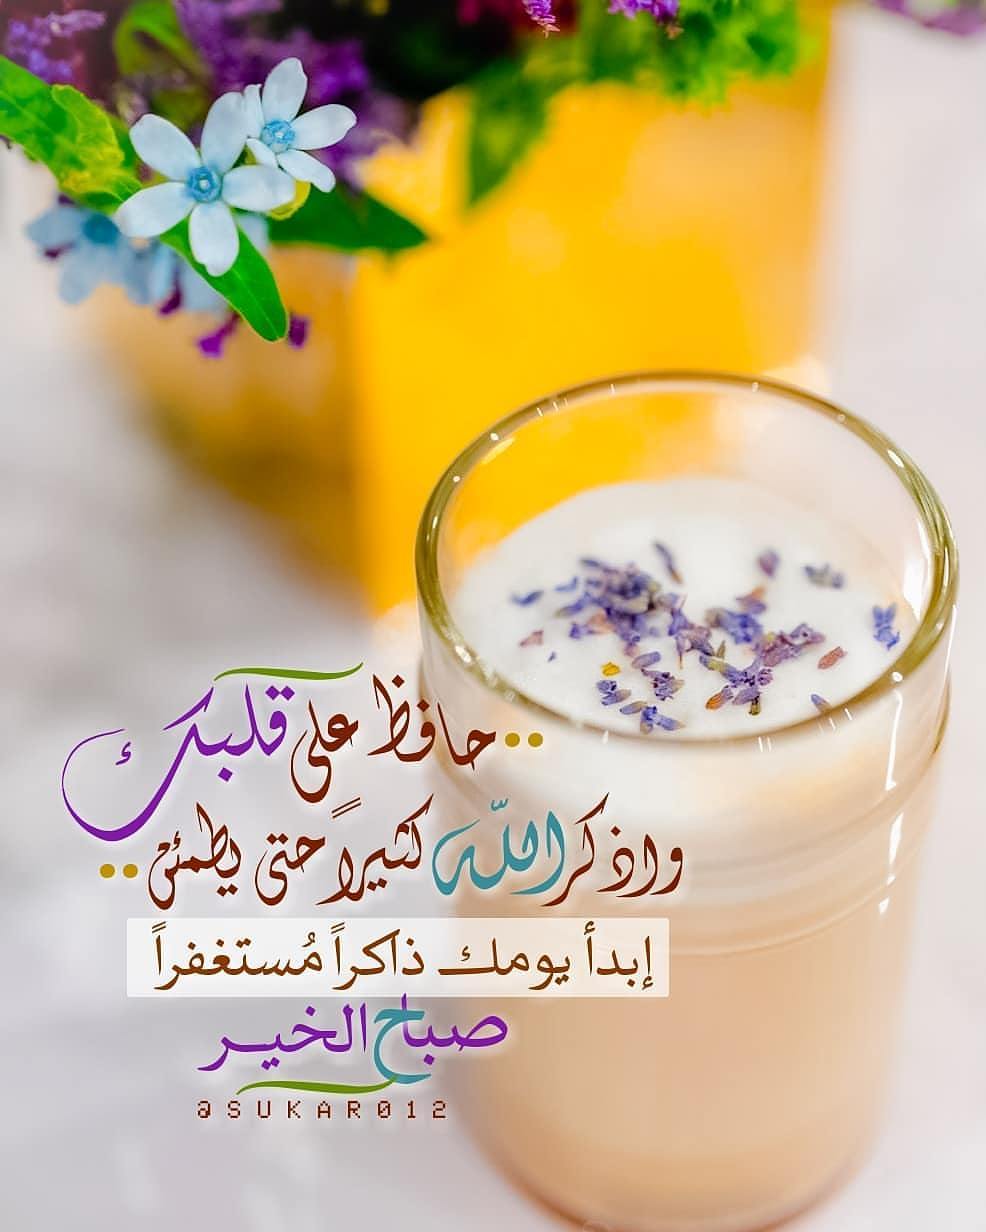 ..حافظ على قلبك
واذكر الله كثيراً حتى يطمئن..
إبدأ يومك ذاكراً مُستغفراً
صباح الخير
@SUKAR012